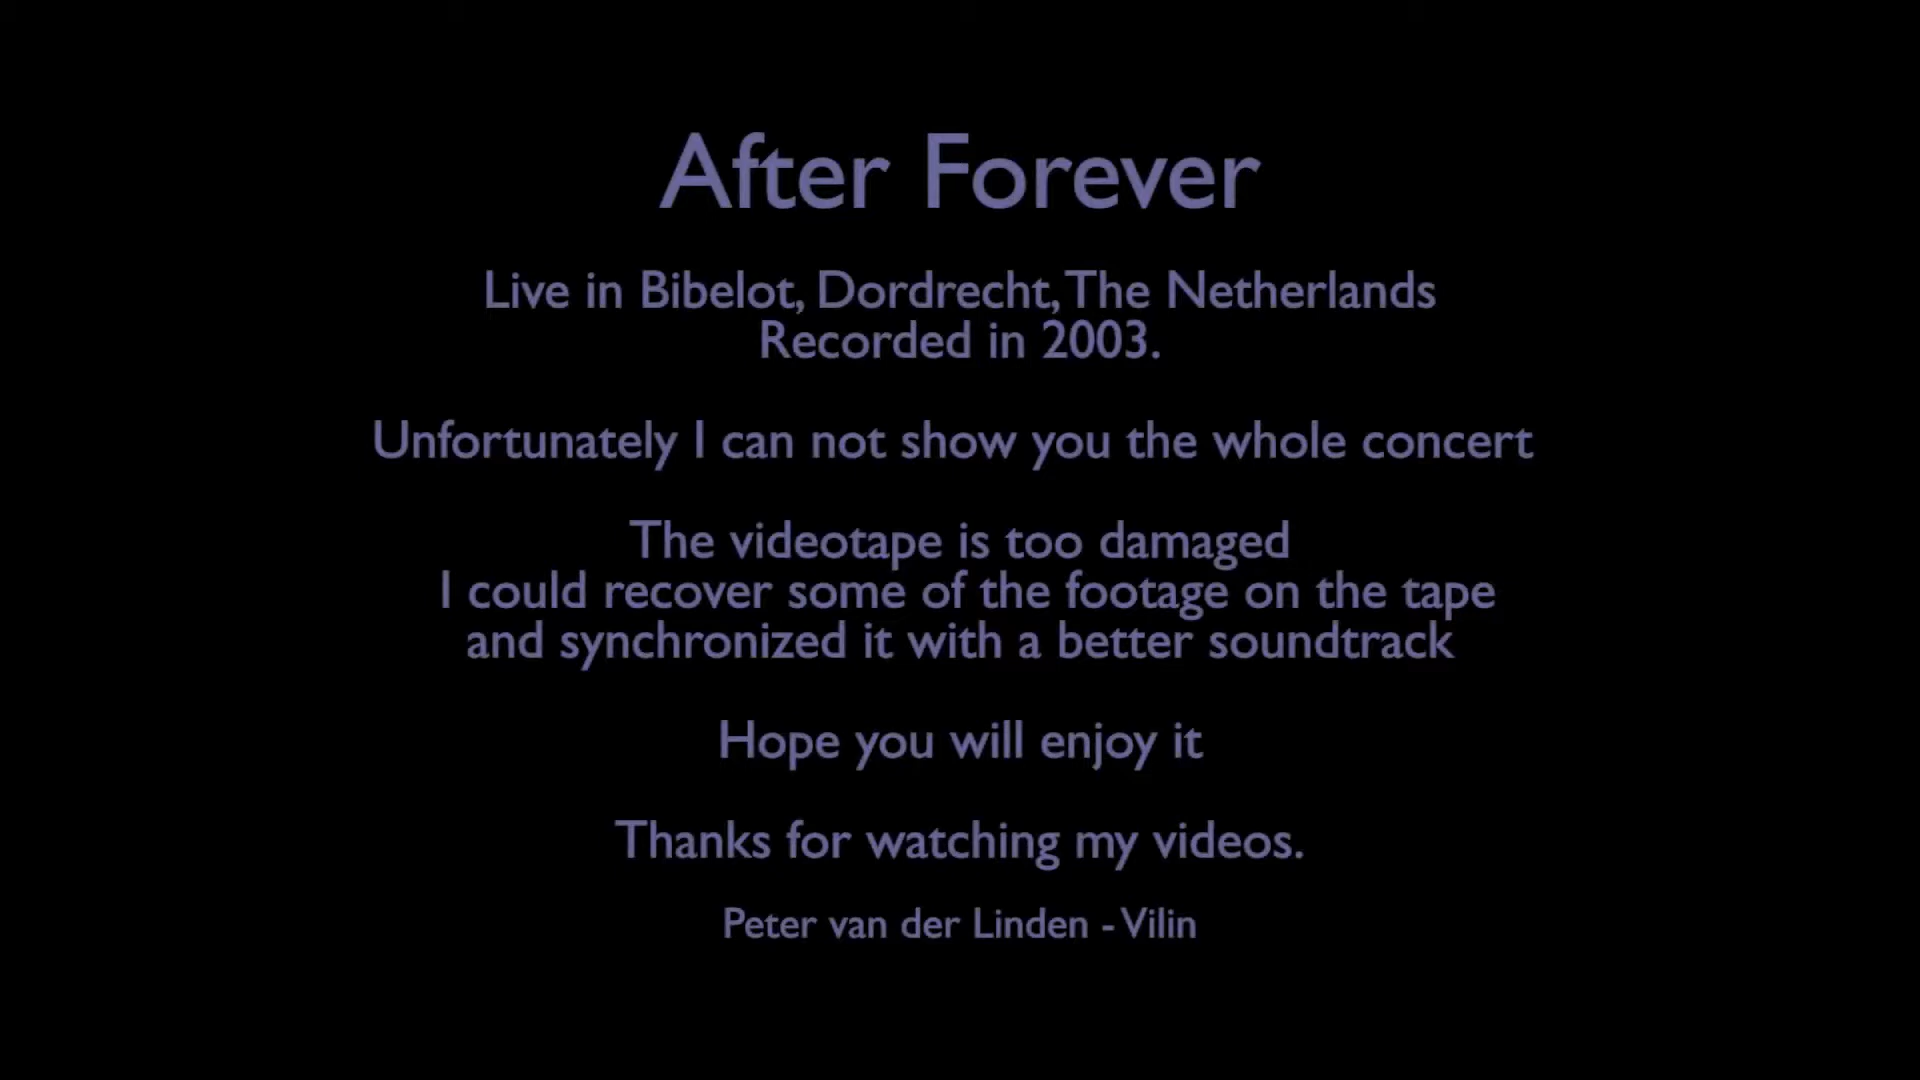 After Forever
Live in Bibelot, Dordrecht, The Netherlands
Recorded in 2003.
Unfortunately I can not show you the whole concert
The videotape is too damaged
I could recover some of the footage on the tape
and synchronized it with a better soundtrack
Hope you will enjoy it
Thanks for watching my videos.
Peter van der Linden - Vilin